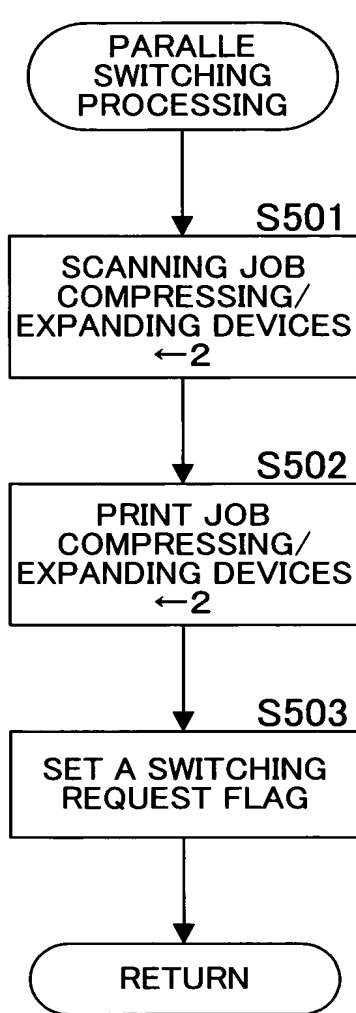 PARALLE
SWITCHING
PROCESSING
S501
SCANNING JOB
COMPRESSING/
EXPANDING DEVICES
←2
S502
PRINT JOB
COMPRESSING/
EXPANDING DEVICES
←2
S503
SET A SWITCHING
REQUEST FLAG
RETURN